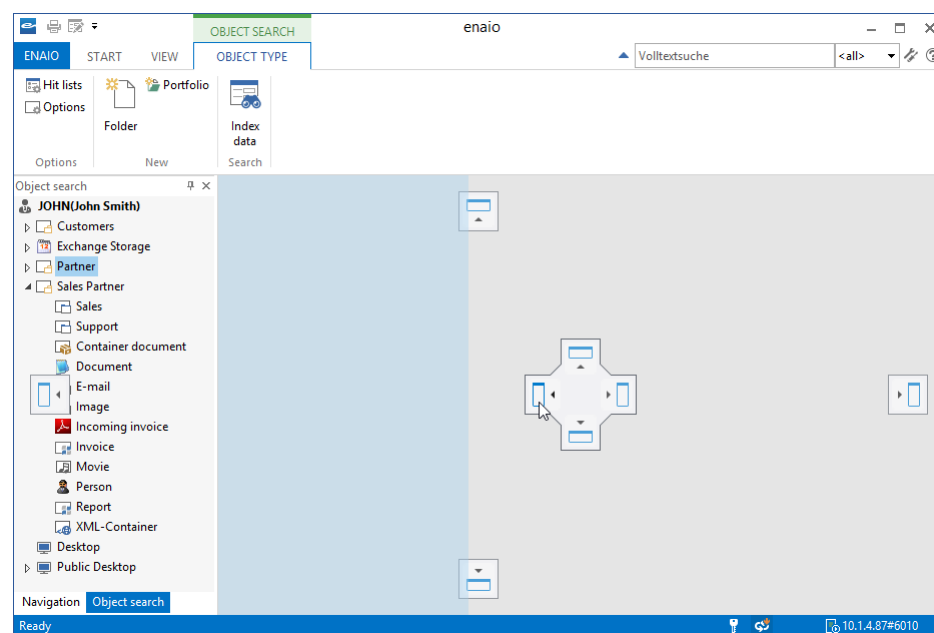 OBJECT SEARCH
enaio
ENAIO START VIEW OBJECT TYPE
Volltextsuche
<all>
Hit lists
Options
Folder
Portfolio
Index
data
Options New Search
Object search
JOHN(John Smith)
Customers
12 Exchange Storage
Partner
Sales Partner
Sales
Support
Container document
Document
E-mail
Image
Incoming invoice
Invoice
Movie
Person
Report
XML-Container
Desktop
Public Desktop
Navigation Object search
Ready 10.1.4.87#6010